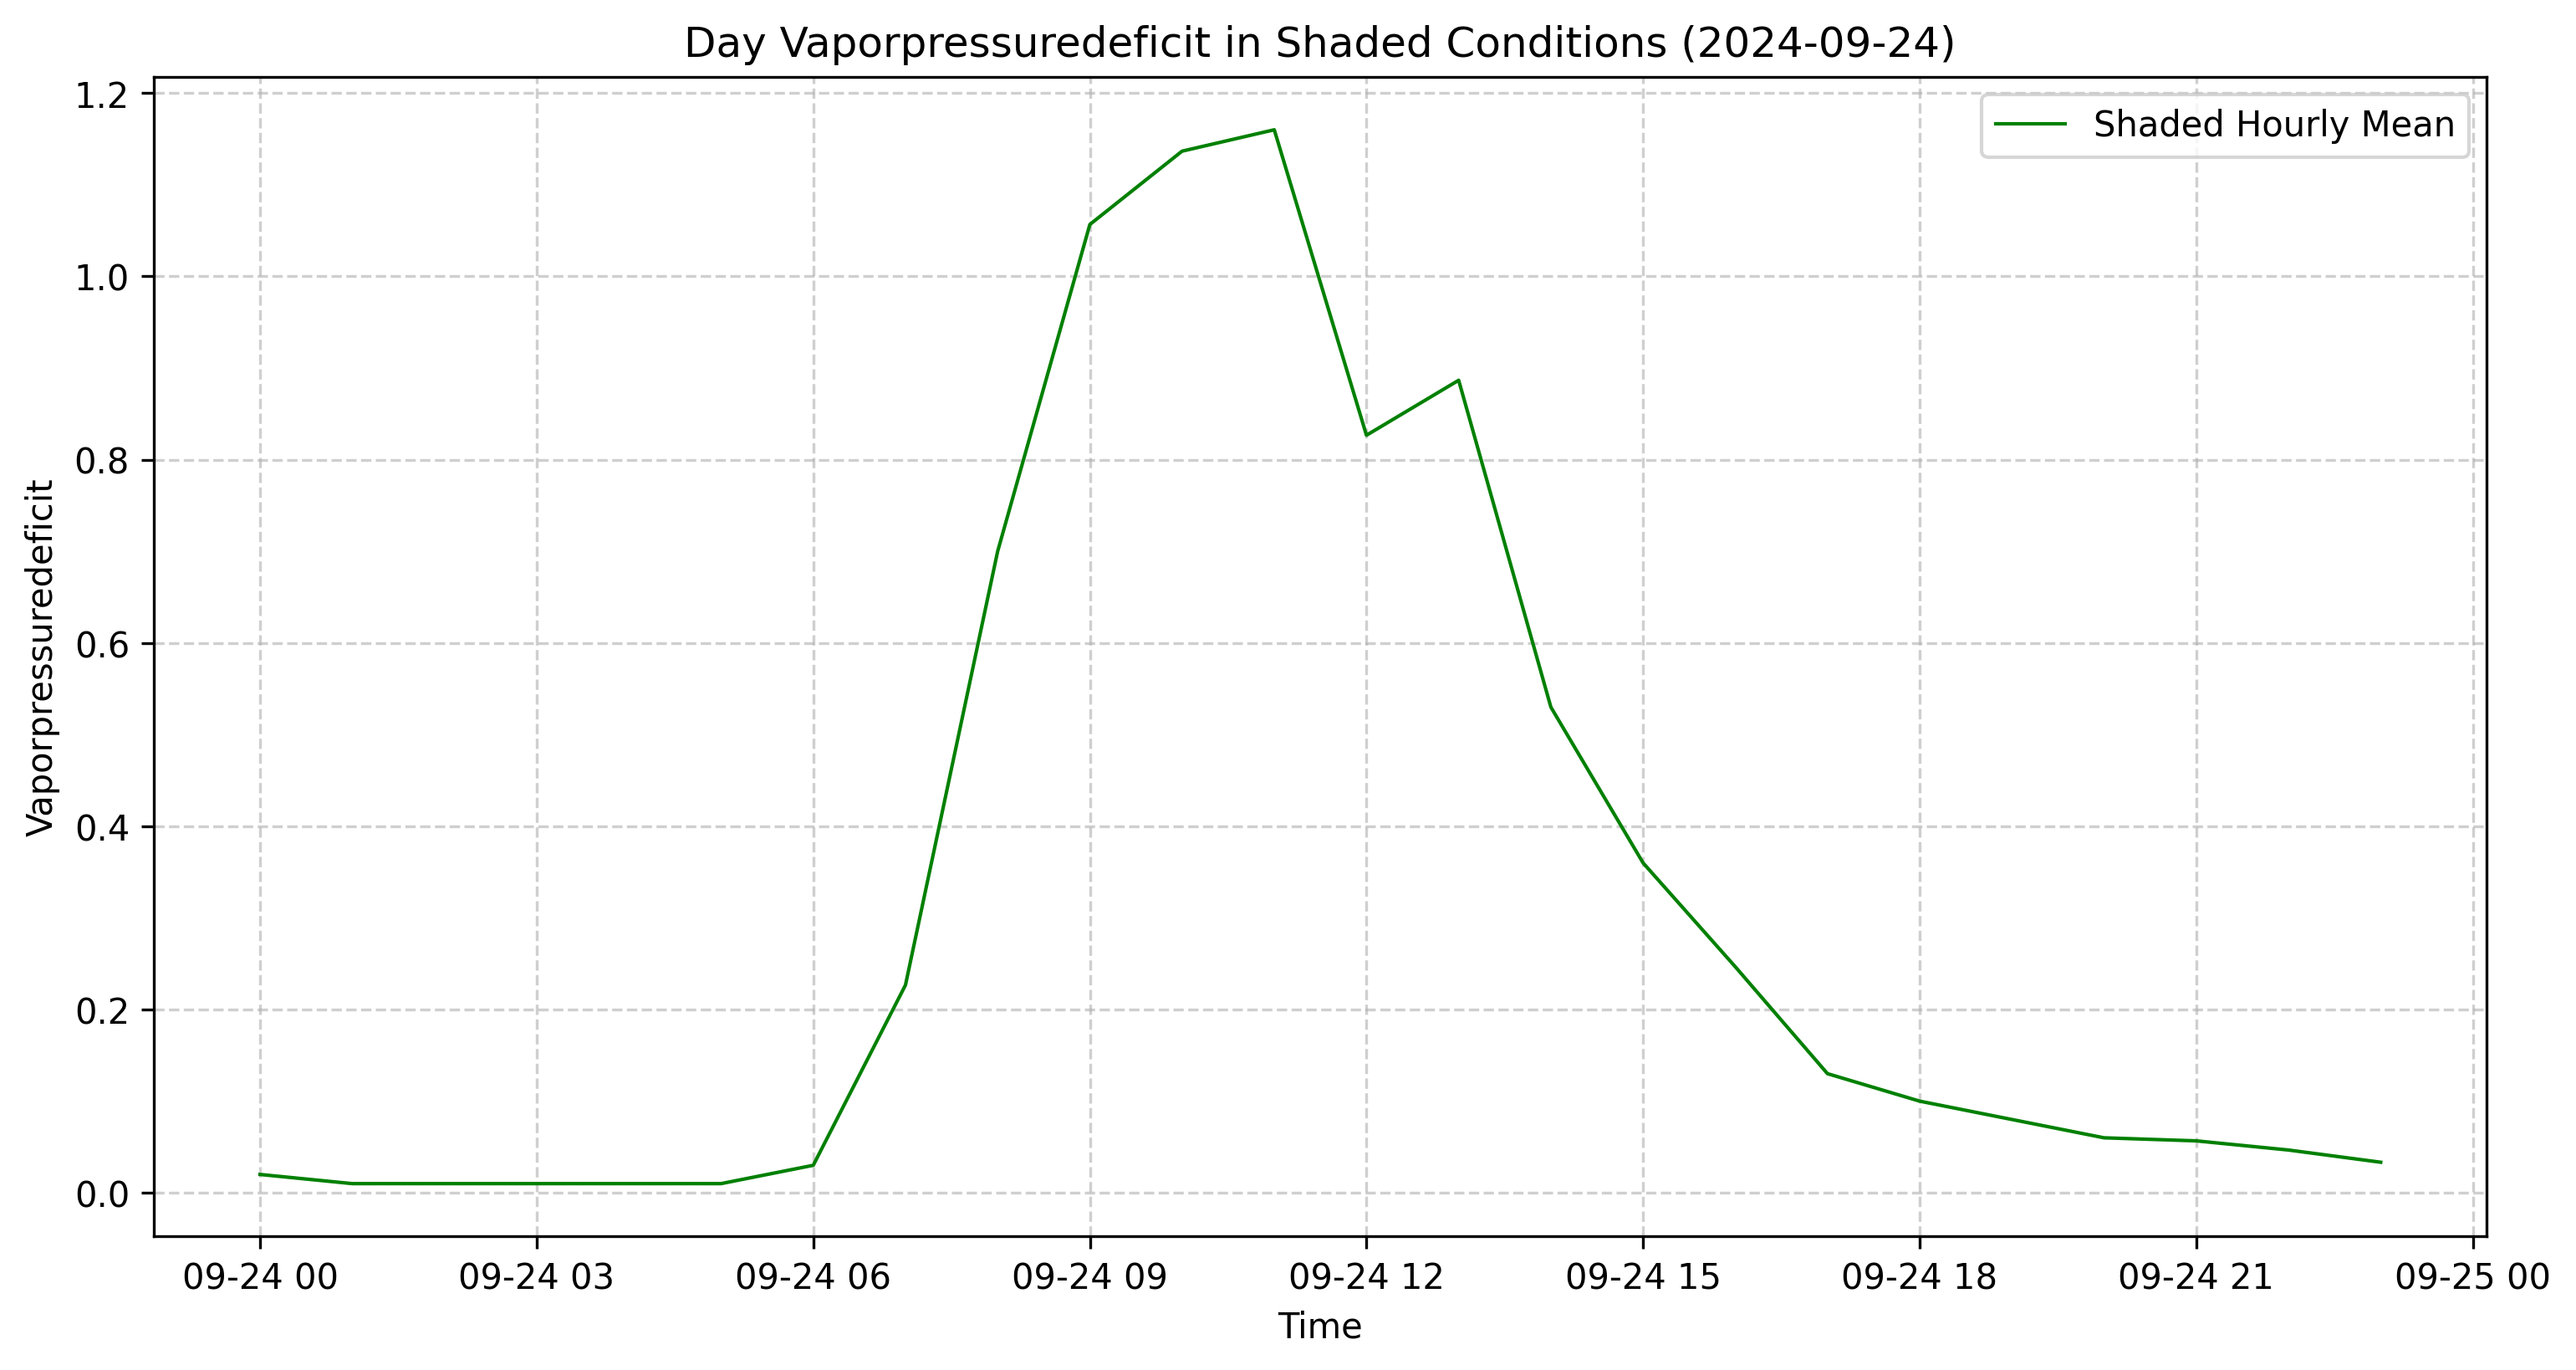 Day Vaporpressuredeficit in Shaded Conditions (2024-09-24)
1.2
1.0
0.8
0.6
0.4
0.2
0.0
Vaporpressuredeficit
Shaded Hourly Mean
09-24 00 09-24 03 09-24 06 09-24 09 09-24 12 09-24 15 09-24 18 09-24 21 09-25 00
Time